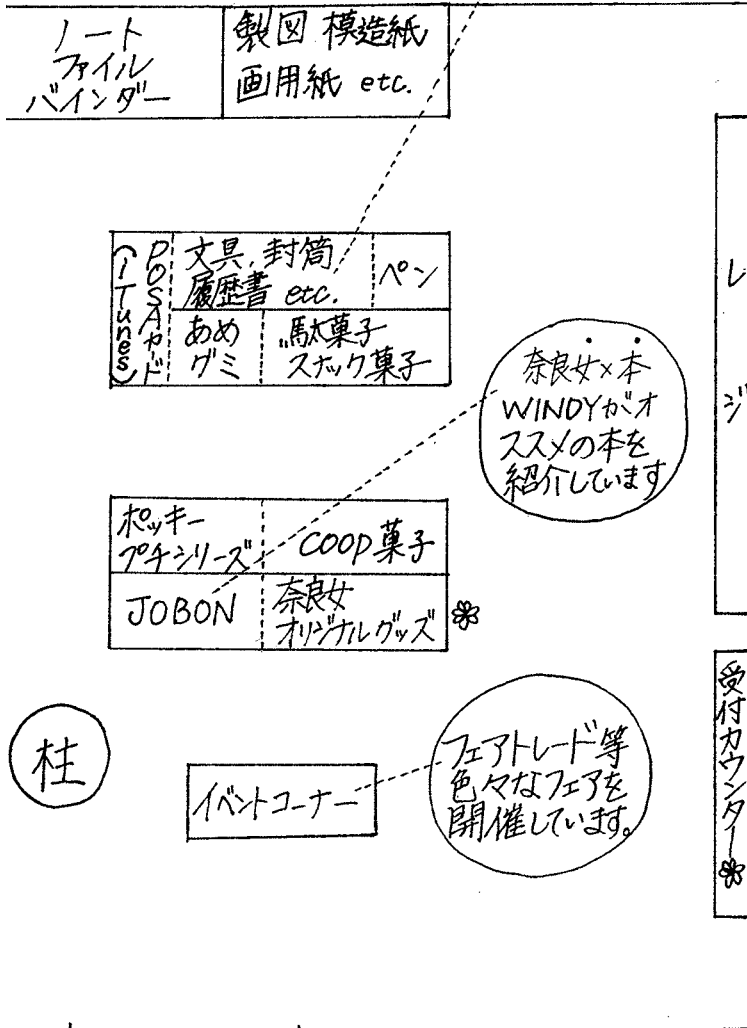 ノート
ファイル
バインダー
製図 模造紙
画用紙 etc.
POSAカード
(iTunes)
文具,封筒
履歴書 etc.
ペン
あめ
グミ
駄菓子
スナック菓子
レジ
奈良女×本
WINDYがオ
ススメの本を
紹介しています
ポッキー
プチシリーズ
COOP菓子
JOBON
奈良女
オリジナルグッズ
受付カウンター
柱
イベントコーナー
フェアトレード等
色々なフェアを
開催しています。